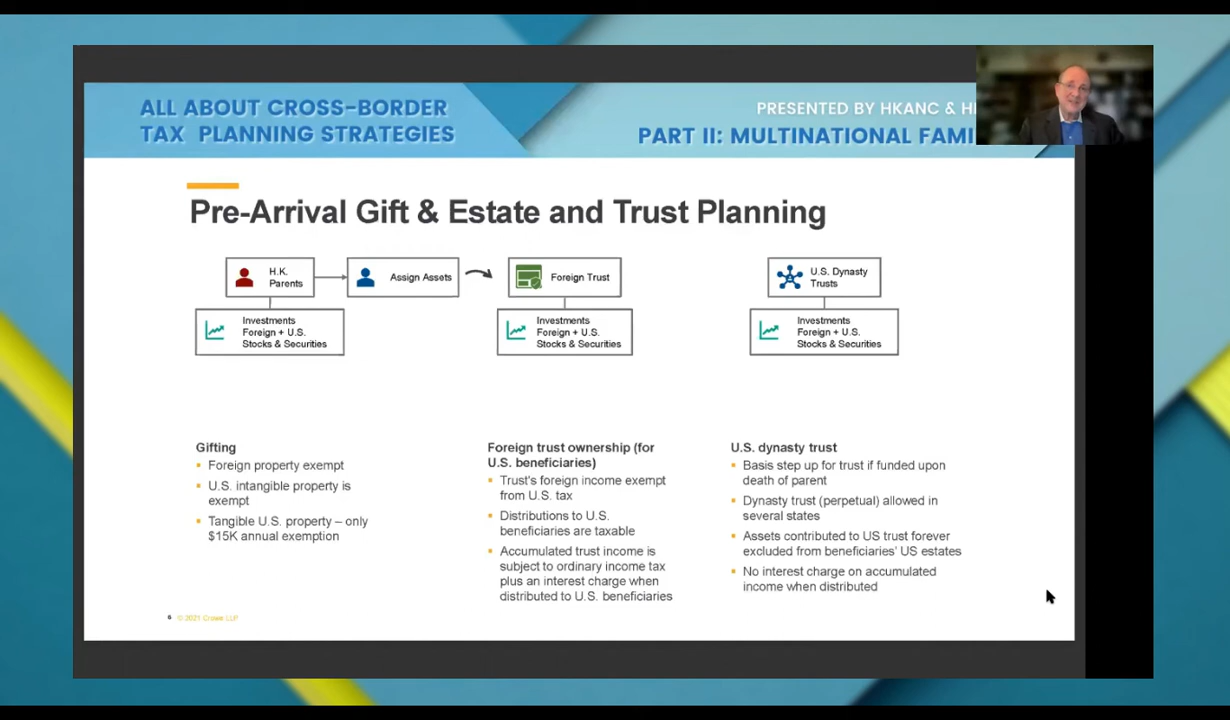 ALL ABOUT CROSS-BORDER
TAX PLANNING STRATEGIES
PRESENTED BY HKANC &
PART II: MULTINATIONAL
Pre-Arrival Gift & Estate and Trust Planning
H.K.
Parents
Assign Assets
Foreign Trust
U.S. Dynasty
Trusts
Investments
Foreign + U.S.
Stocks & Securities
Investments
Foreign + U.S.
Stocks & Securities
Investments
Foreign + U.S.
Stocks & Securities
Gifting
Foreign property exempt
U.S. intangible property is
exempt
Tangible U.S. property – only
$15K annual exemption
Foreign trust ownership (for
U.S. beneficiaries)
Trust's foreign income exempt
from U.S. tax
Distributions to U.S.
beneficiaries are taxable
Accumulated trust income is
subject to ordinary income tax
plus an interest charge when
distributed to U.S. beneficiaries
U.S. dynasty trust
Basis step up for trust if funded upon
death of parent
Dynasty trust (perpetual) allowed in
several states
Assets contributed to US trust forever
excluded from beneficiaries' US estates
No interest charge on accumulated
income when distributed
6 © 2021 Crowe LLP